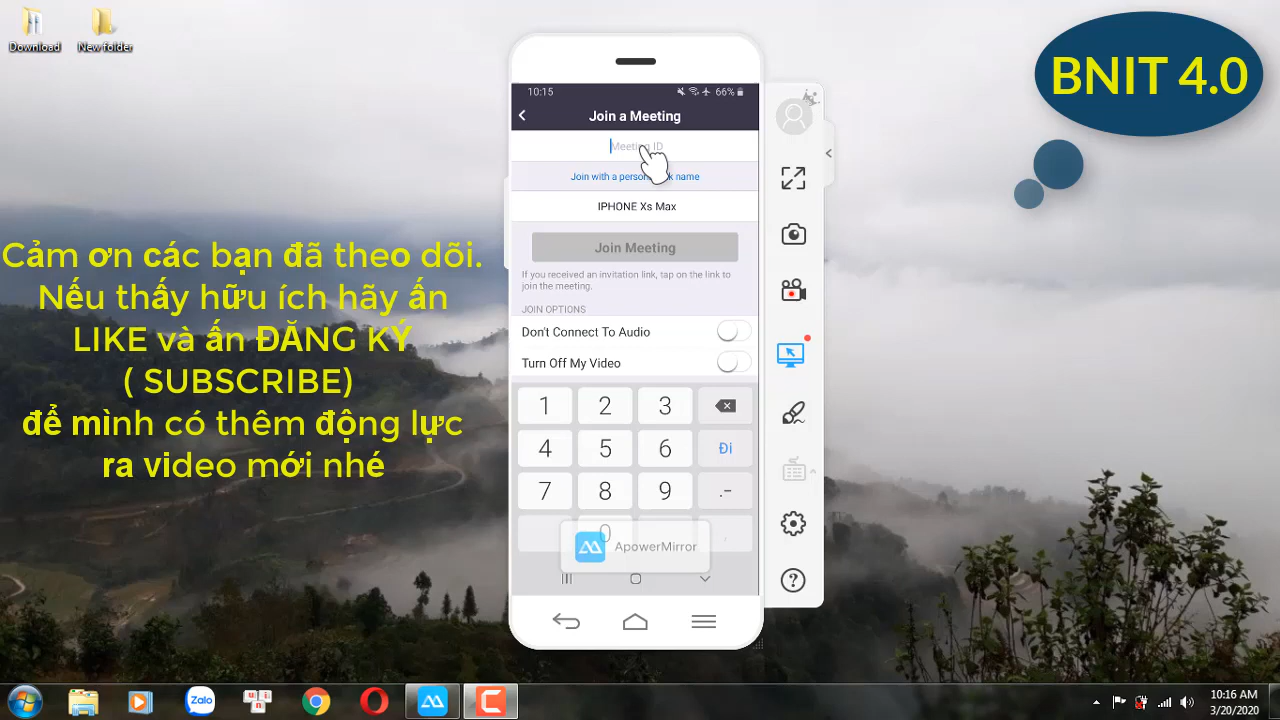 Download
New folder
BNIT 4.0
Cảm ơn các bạn đã theo dõi.
Nếu thấy hữu ích hãy ấn
LIKE và ấn ĐĂNG KÝ
( SUBSCRIBE)
để mình có thêm động lực
ra video mới nhé
10:15
66%
Join a Meeting
Meeting ID
Join with a personal link name
IPHONE Xs Max
Join Meeting
If you received an invitation link, tap on the link to
join the meeting.
JOIN OPTIONS
Don't Connect To Audio
Turn Off My Video
1 2 3
4 5 6 Đi
7 8 9 .-
0 ,
ApowerMirror
Zalo
10:16 AM
3/20/2020